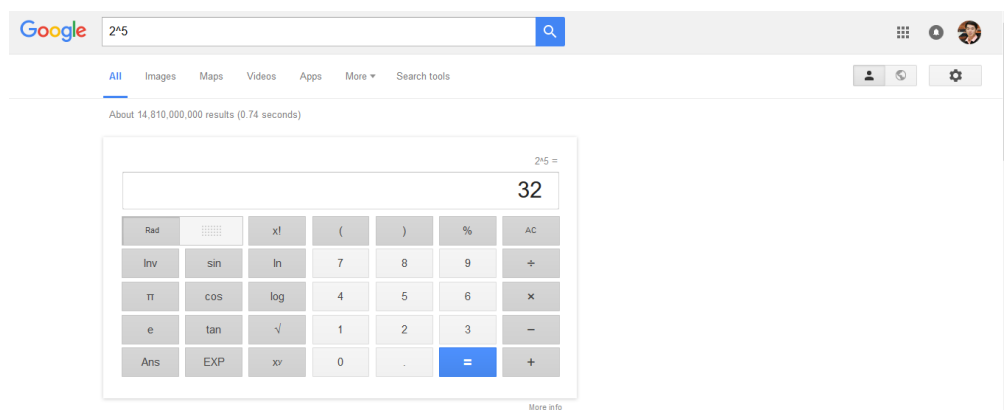 Google 2^5
All Images Maps Videos Apps More Search tools
About 14,810,000,000 results (0.74 seconds)
2^5 =
32
Rad x! ( ) % AC
Inv sin ln 7 8 9 ÷
π cos log 4 5 6 ×
e tan √ 1 2 3 −
Ans EXP xʸ 0 . = +
More info